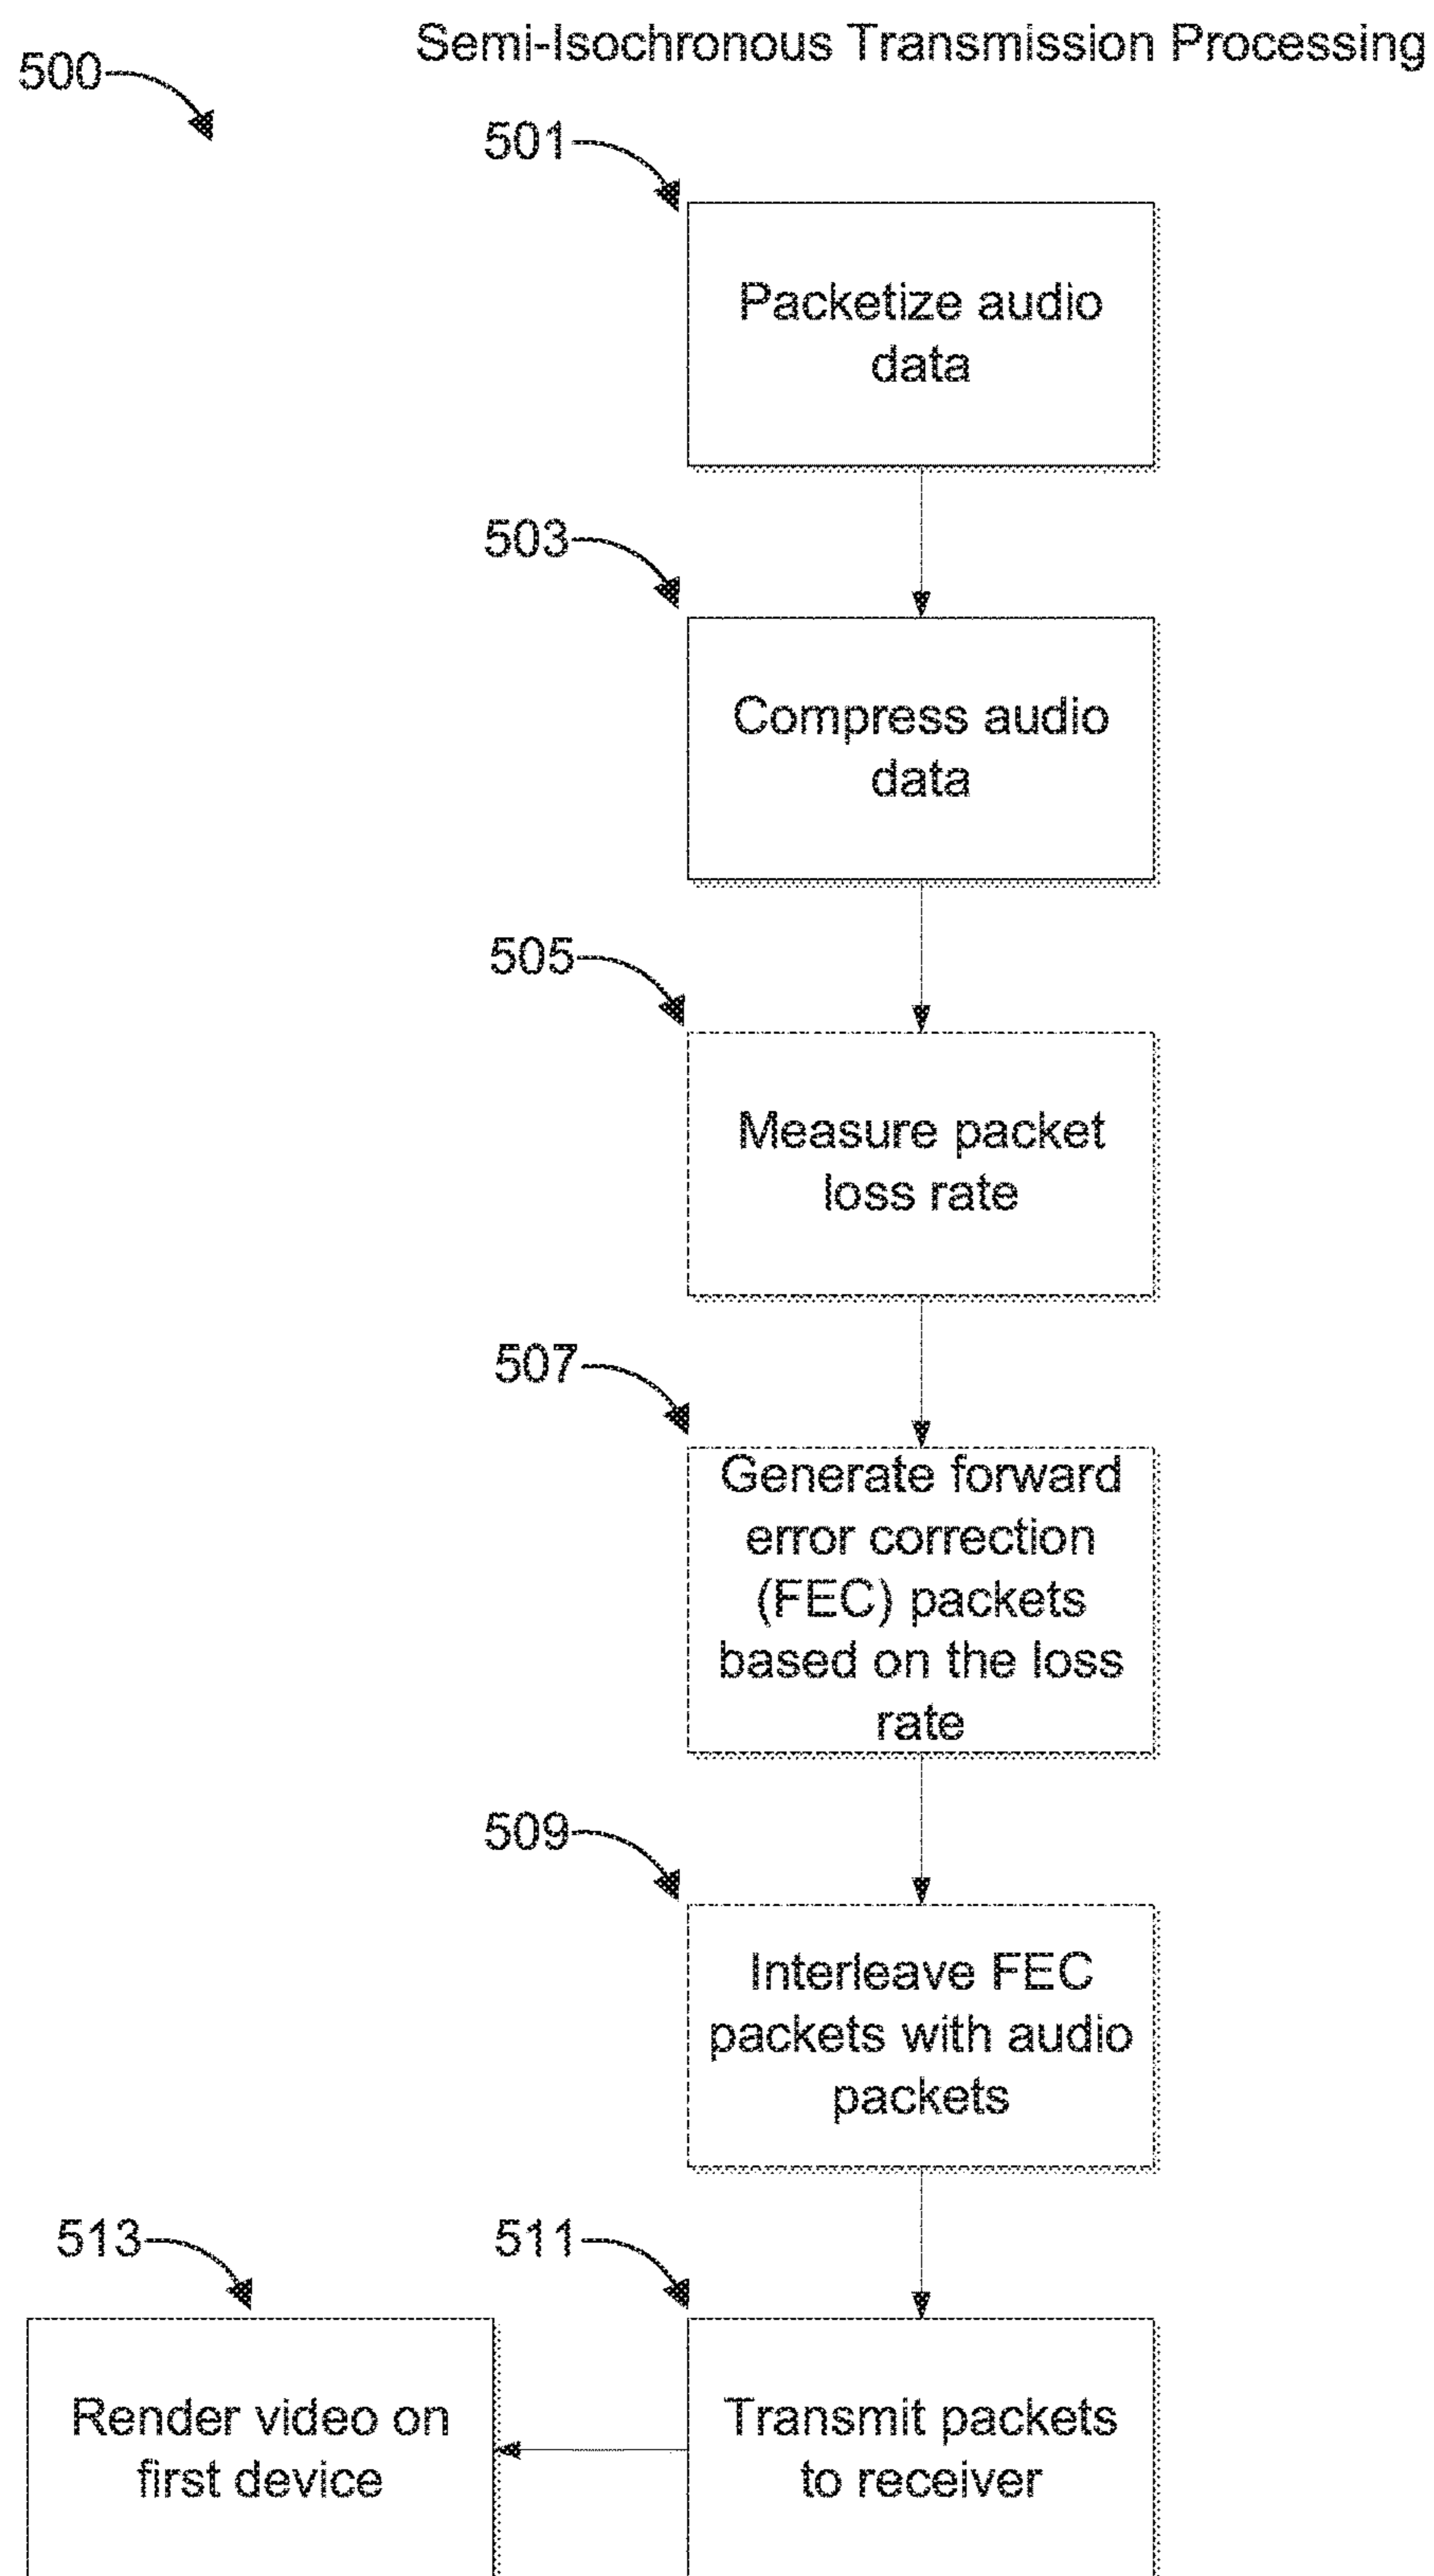 Semi-Isochronous Transmission Processing
500
501
Packetize audio
data
503
Compress audio
data
505
Measure packet
loss rate
507
Generate forward
error correction
(FEC) packets
based on the loss
rate
509
Interleave FEC
packets with audio
packets
513
511
Render video on
first device
Transmit packets
to receiver